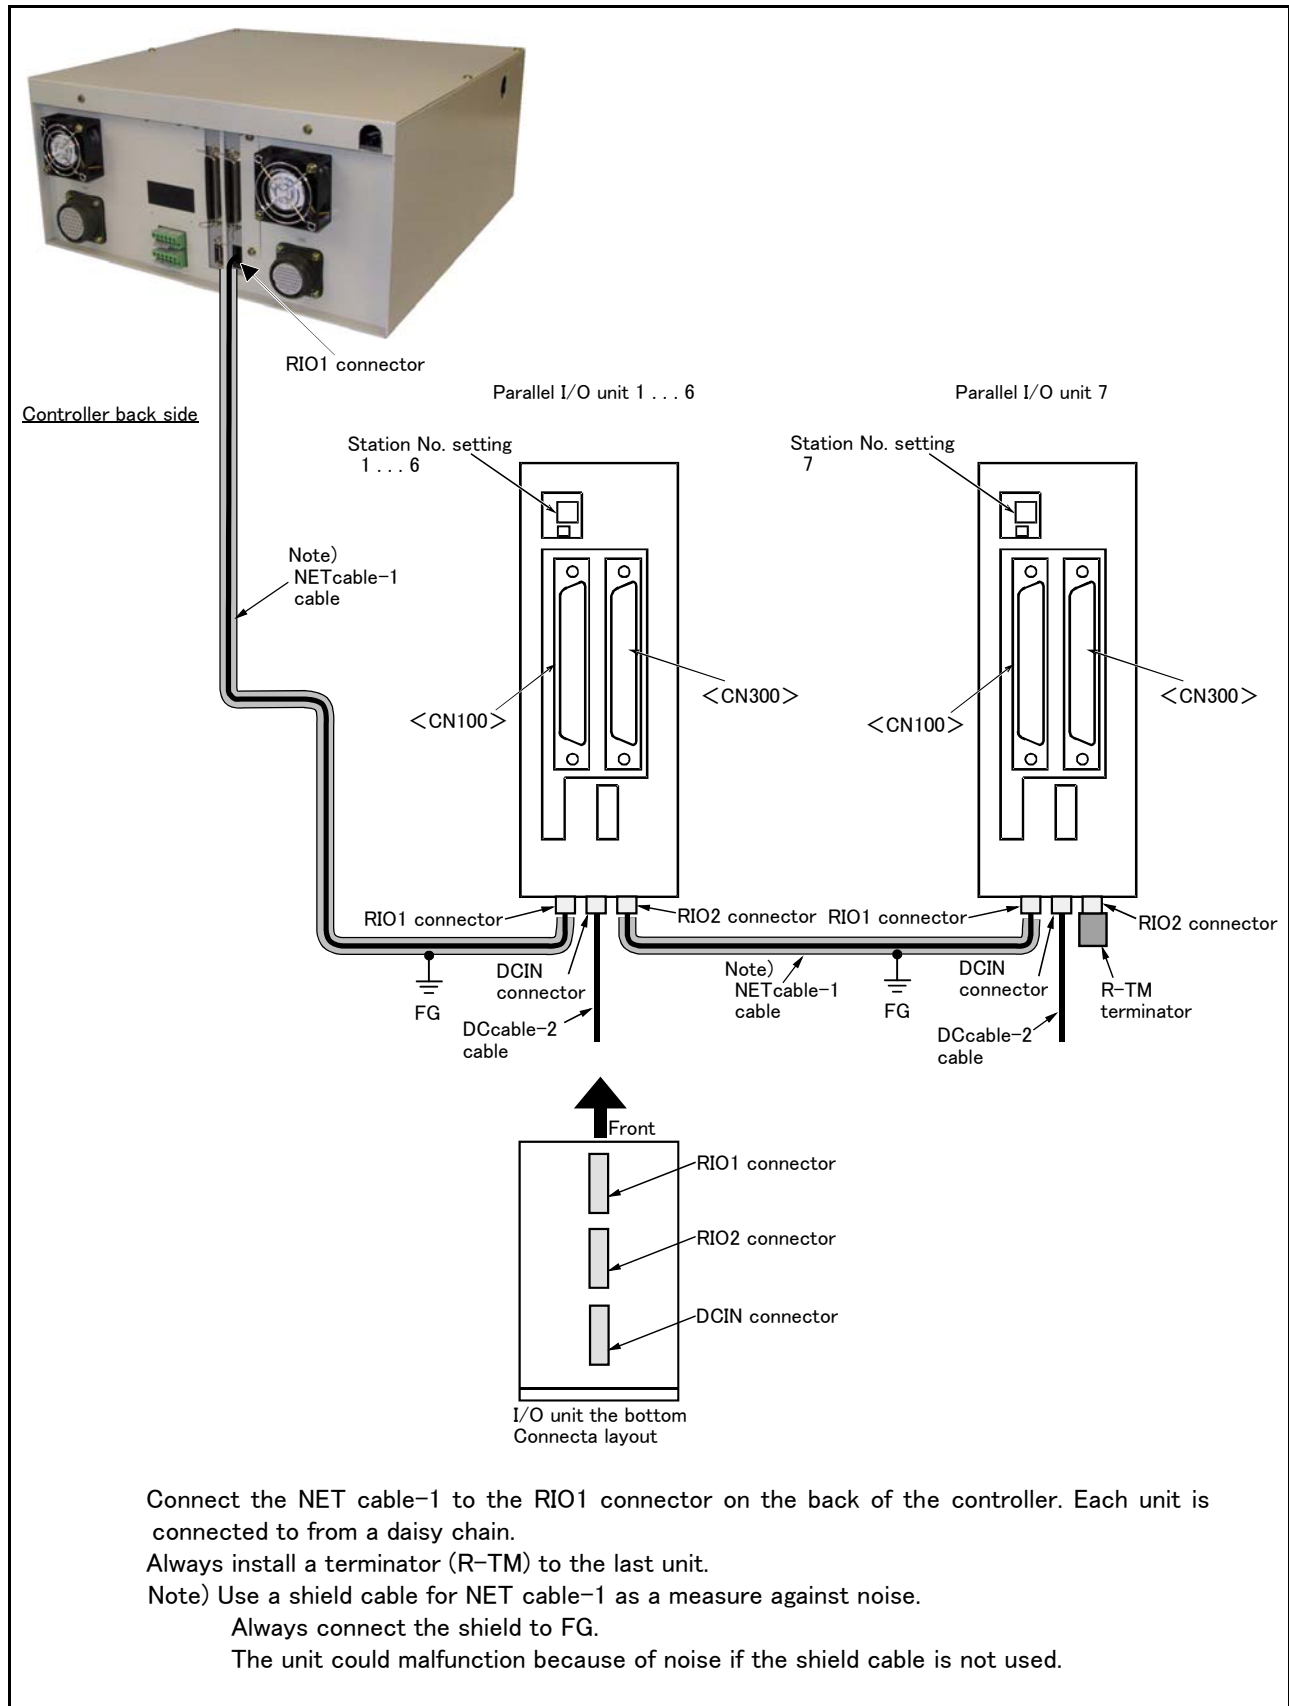 RIO1 connector
Controller back side
Parallel I/O unit 1 . . . 6
Parallel I/O unit 7
Station No. setting
1 . . . 6
Station No. setting
7
Note)
NETcable-1
cable
<CN100>
<CN300>
<CN100>
<CN300>
RIO1 connector
RIO2 connector
RIO1 connector
RIO2 connector
FG
DCIN
connector
DCcable-2
cable
Note)
NETcable-1
cable
FG
DCIN
connector
DCcable-2
cable
R-TM
terminator
Front
RIO1 connector
RIO2 connector
DCIN connector
I/O unit the bottom
Connecta layout
Connect the NET cable-1 to the RIO1 connector on the back of the controller. Each unit is
connected to from a daisy chain.
Always install a terminator (R-TM) to the last unit.
Note) Use a shield cable for NET cable-1 as a measure against noise.
Always connect the shield to FG.
The unit could malfunction because of noise if the shield cable is not used.